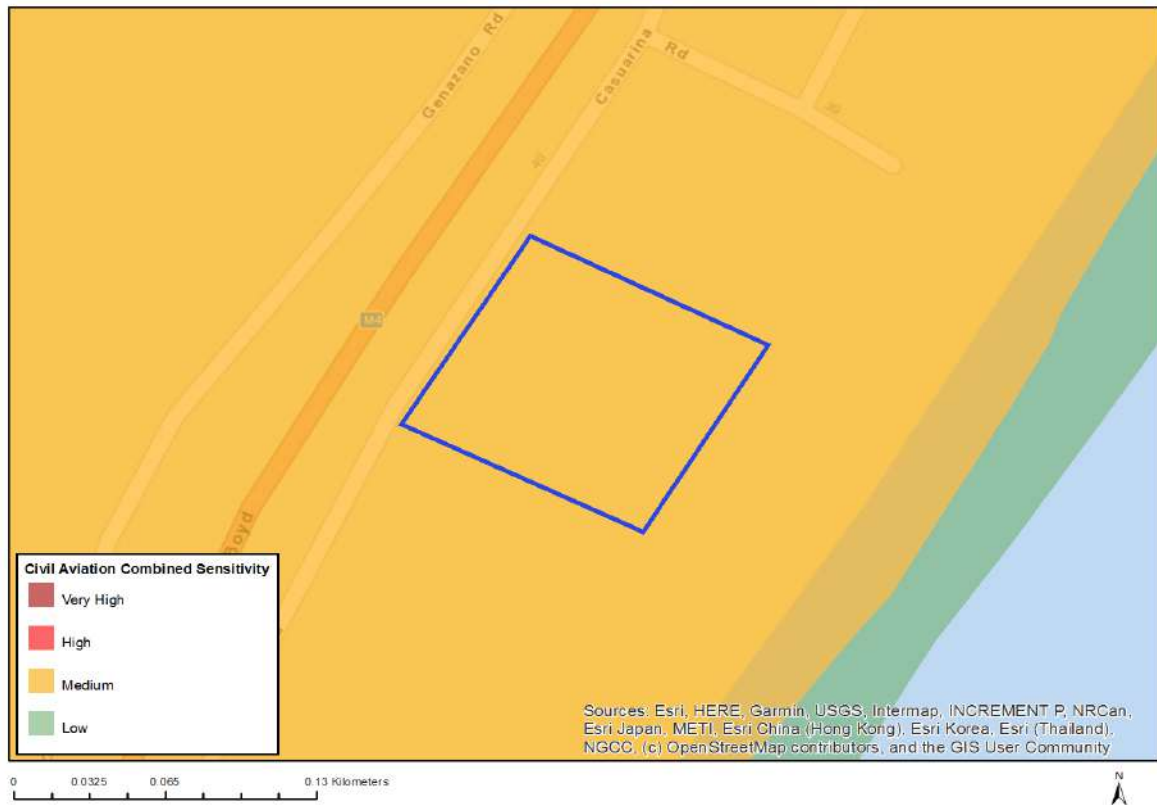 Genazano Rd
Casuarina
Rd
39
49
M4
Boyd
Civil Aviation Combined Sensitivity
Very High
High
Medium
Low
Sources: Esri, HERE, Garmin, USGS, Intermap, INCREMENT P, NRCan,
Esri Japan, METI, Esri China (Hong Kong), Esri Korea, Esri (Thailand),
NGCC, (c) OpenStreetMap contributors, and the GIS User Community
0 0.0325 0.065 0.13 Kilometers
N